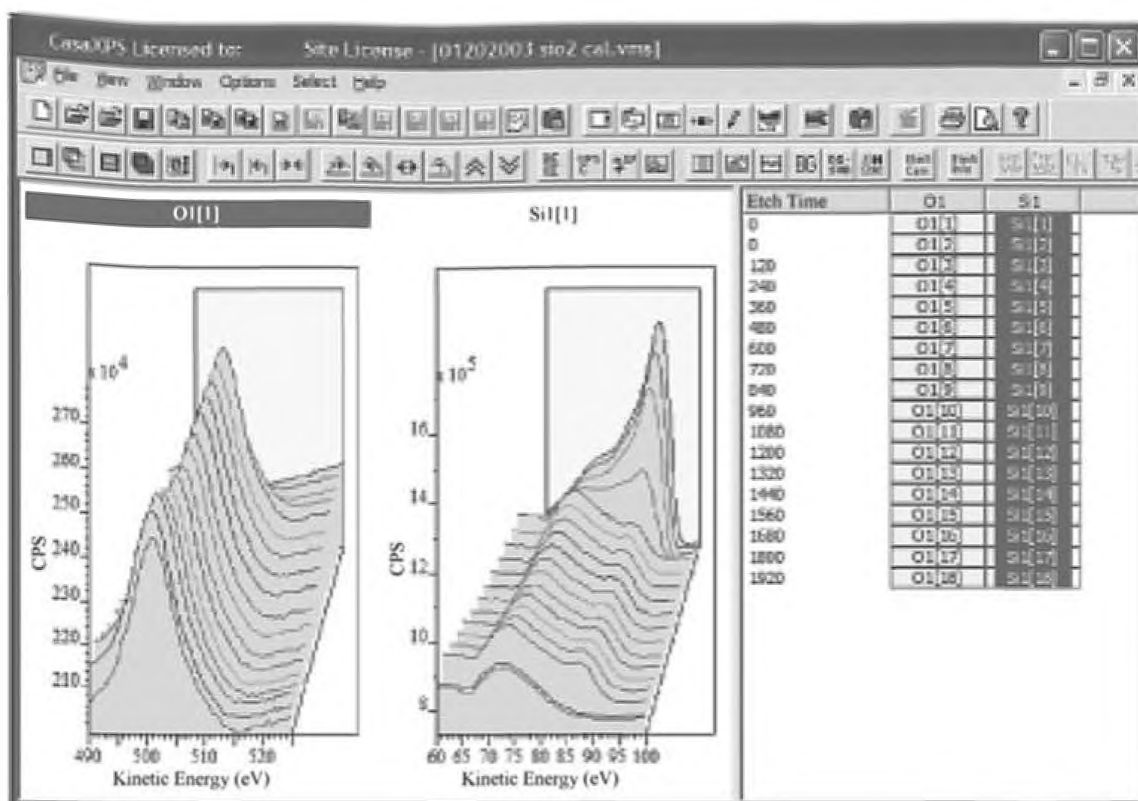 CasaXPS Licensed to: Site License - [01202003 sio2 cal.vms]
File View Window Options Select Help
BG
O1[1]
Si1[1]
× 10 4
270
260
250
240
230
220
210
CPS
490 500 510 520
Kinetic Energy (eV)
16
14
12
10
8
CPS
60 65 70 75 80 85 90 95 100
Kinetic Energy (eV)
Etch Time O1 Si1
0 O1[1] Si1[1]
0 O1[2] Si1[2]
120 O1[3] Si1[3]
240 O1[4] Si1[4]
360 O1[5] Si1[5]
480 O1[6] Si1[6]
600 O1[7] Si1[7]
720 O1[8] Si1[8]
840 O1[9] Si1[9]
960 O1[10] Si1[10]
1080 O1[11] Si1[11]
1200 O1[12] Si1[12]
1320 O1[13] Si1[13]
1440 O1[14] Si1[14]
1560 O1[15] Si1[15]
1680 O1[16] Si1[16]
1800 O1[17] Si1[17]
1920 O1[18] Si1[18]